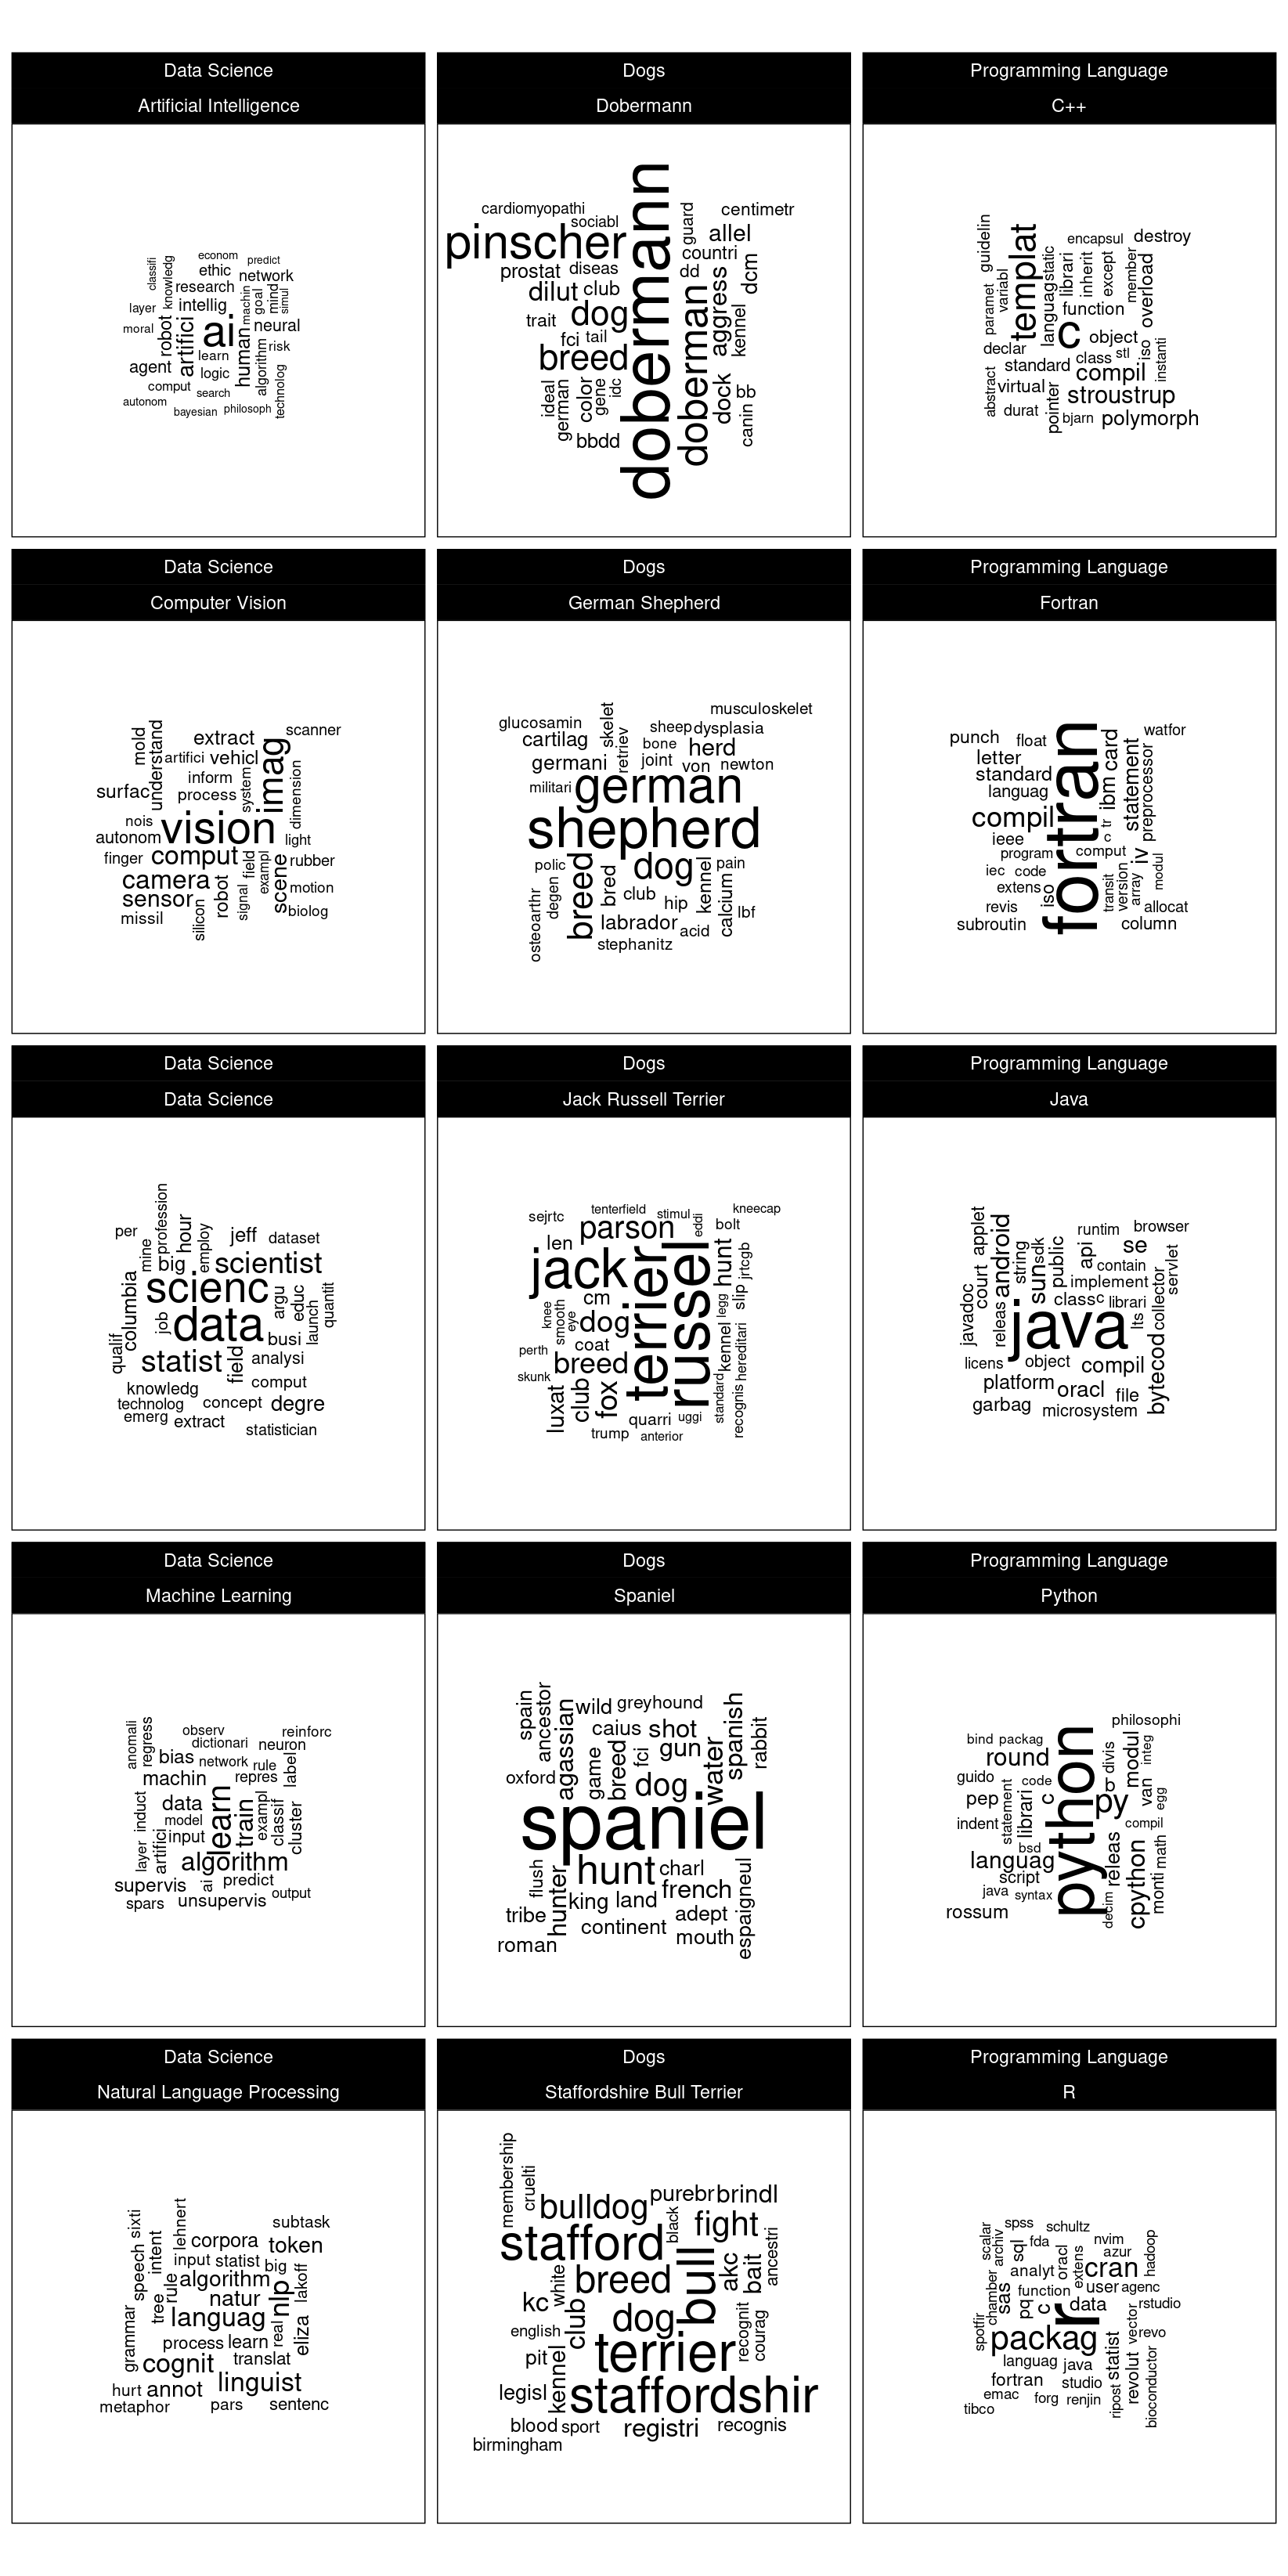 Data Science
Artificial Intelligence
econom
predict
classifi
knowledg
ethic
network
research
machin
goal
mind
simul
layer
intellig
moral
robot
artifici
ai
neural
human
learn
algorithm
risk
agent
logic
technolog
comput
search
autonom
bayesian
philosoph
Dogs
Dobermann
cardiomyopathi
sociabl
dobermann
guard
centimetr
pinscher
allel
countri
prostat
diseas
dd
dcm
dilut
club
doberman
aggress
trait
dog
kennel
fci
tail
breed
ideal
german
color
gene
idc
dock
bb
canin
bbdd
Programming Language
C++
guidelin
templat
encapsul
destroy
paramet
variabl
languag
static
librari
inherit
except
member
overload
function
c
object
declar
iso
standard
class
stl
instanti
compil
abstract
virtual
stroustrup
durat
pointer
bjarn
polymorph
Data Science
Computer Vision
mold
understand
extract
imag
scanner
artifici
vehicl
inform
system
dimension
surfac
process
nois
vision
autonom
light
finger
comput
field
exampl
scene
rubber
camera
sensor
robot
signal
motion
missil
silicon
biolog
Dogs
German Shepherd
musculoskelet
glucosamin
skelet
sheep
dysplasia
cartilag
retriev
bone
herd
germani
joint
von
newton
militari
german
shepherd
polic
breed
bred
dog
kennel
pain
osteoarthr
degen
club
hip
calcium
lbf
labrador
acid
stephanitz
Programming Language
Fortran
punch
float
fortran
card
watfor
letter
ibm
statement
preprocessor
standard
languag
compil
tr
c
ieee
program
comput
iv
modul
iec
code
extens
iso
transit
version
array
revis
allocat
subroutin
column
Data Science
Data Science
per
profession
mine
hour
employ
jeff
dataset
big
scientist
columbia
scienc
argu
educ
launch
quantit
job
data
busi
qualif
statist
field
analysi
knowledg
comput
technolog
concept
degre
emerg
extract
statistician
Dogs
Jack Russell Terrier
sejrtc
tenterfield
stimul
eddi
kneecap
parson
bolt
len
terrier
russel
hunt
jrtcgb
jack
slip
cm
knee
smooth
eye
dog
legg
perth
coat
kennel
hereditari
breed
skunk
luxat
club
fox
standard
recognis
quarri
uggi
trump
anterior
Programming Language
Java
court
applet
android
string
sun
sdk
public
api
runtim
browser
se
contain
servlet
implement
javadoc
releas
class
c
librari
lts
collector
java
licens
object
compil
bytecod
platform
oracl
file
garbag
microsystem
Data Science
Machine Learning
anomali
regress
observ
reinforc
dictionari
neuron
bias
network
rule
label
machin
repres
induct
data
learn
train
exampl
classif
cluster
model
layer
artifici
input
algorithm
supervis
ai
predict
spars
unsupervis
output
Dogs
Spaniel
spain
ancestor
agassian
wild
greyhound
spanish
caius
shot
rabbit
game
breed
fci
gun
water
oxford
dog
spaniel
flush
hunter
hunt
charl
espaigneul
king
land
french
tribe
continent
adept
roman
mouth
Programming Language
Python
philosophi
bind
packag
python
divis
modul
integ
round
guido
code
b
van
egg
pep
statement
librari
c
py
indent
compil
bsd
releas
cpython
math
languag
script
monti
java
syntax
decim
rossum
Data Science
Natural Language Processing
sixti
lehnert
subtask
speech
intent
corpora
token
input
statist
big
rule
algorithm
nlp
lakoff
tree
natur
grammar
languag
real
eliza
process
learn
cognit
translat
hurt
annot
linguist
metaphor
pars
sentenc
Dogs
Staffordshire Bull Terrier
membership
cruelti
bulldog
purebr
brindl
black
fight
stafford
bull
akc
bait
ancestri
white
breed
kc
club
dog
recognit
courag
english
pit
terrier
kennel
legisl
staffordshir
blood
sport
registri
recognis
birmingham
Programming Language
R
scalar
archiv
spss
schultz
sql
fda
oracl
extens
nvim
azur
hadoop
analyt
cran
chamber
sas
function
user
agenc
pq
c
r
data
rstudio
spotfir
packag
statist
vector
revo
languag
java
revolut
bioconductor
fortran
studio
emac
forg
renjin
ripost
tibco